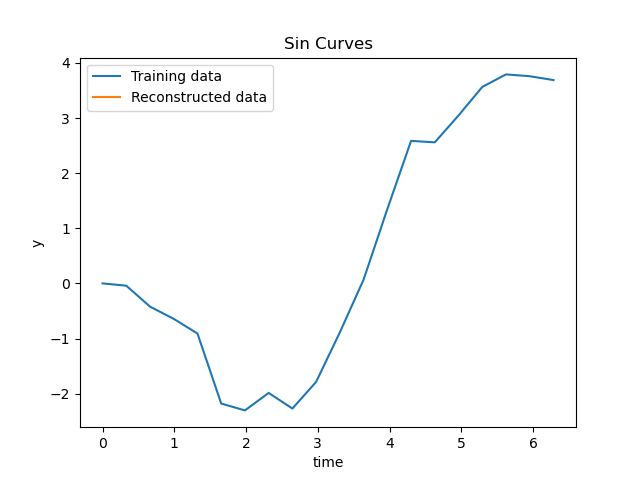 Sin Curves
Training data
Reconstructed data
4
3
2
1
0
−1
−2
y
0 1 2 3 4 5 6
time